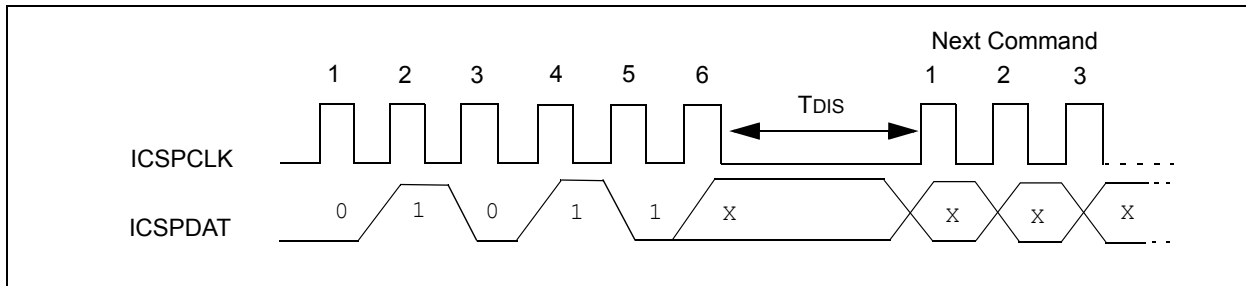 Next Command
1 2 3 4 5 6 1 2 3
TDIS
ICSPCLK
ICSPDAT
0 1 0 1 1 X X X X